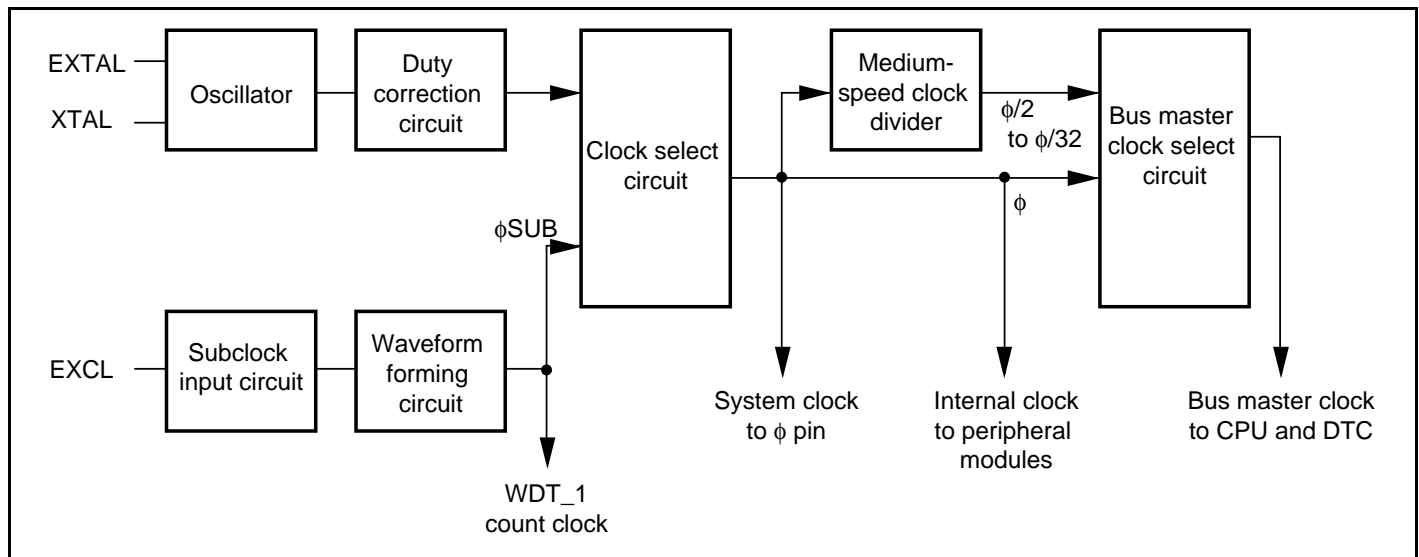 EXTAL
XTAL
Oscillator
Duty
correction
circuit
Clock select
circuit
Medium-
speed clock
divider
ϕ/2
to ϕ/32
Bus master
clock select
circuit
ϕ
ϕSUB
EXCL
Subclock
input circuit
Waveform
forming
circuit
WDT_1
count clock
System clock
to ϕ pin
Internal clock
to peripheral
modules
Bus master clock
to CPU and DTC